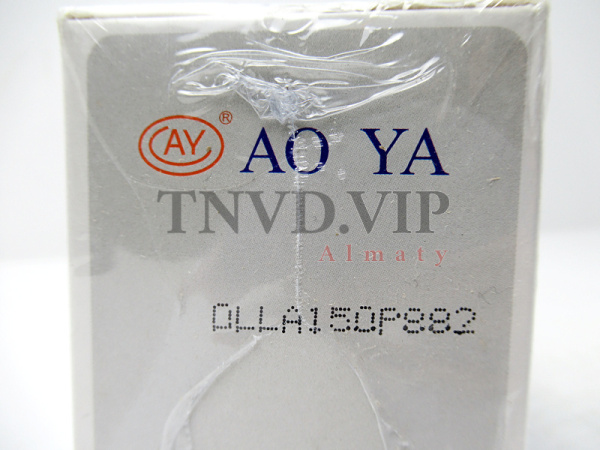 AY ® AO YA
TNVD.VIP
Almaty
DLLA150P882